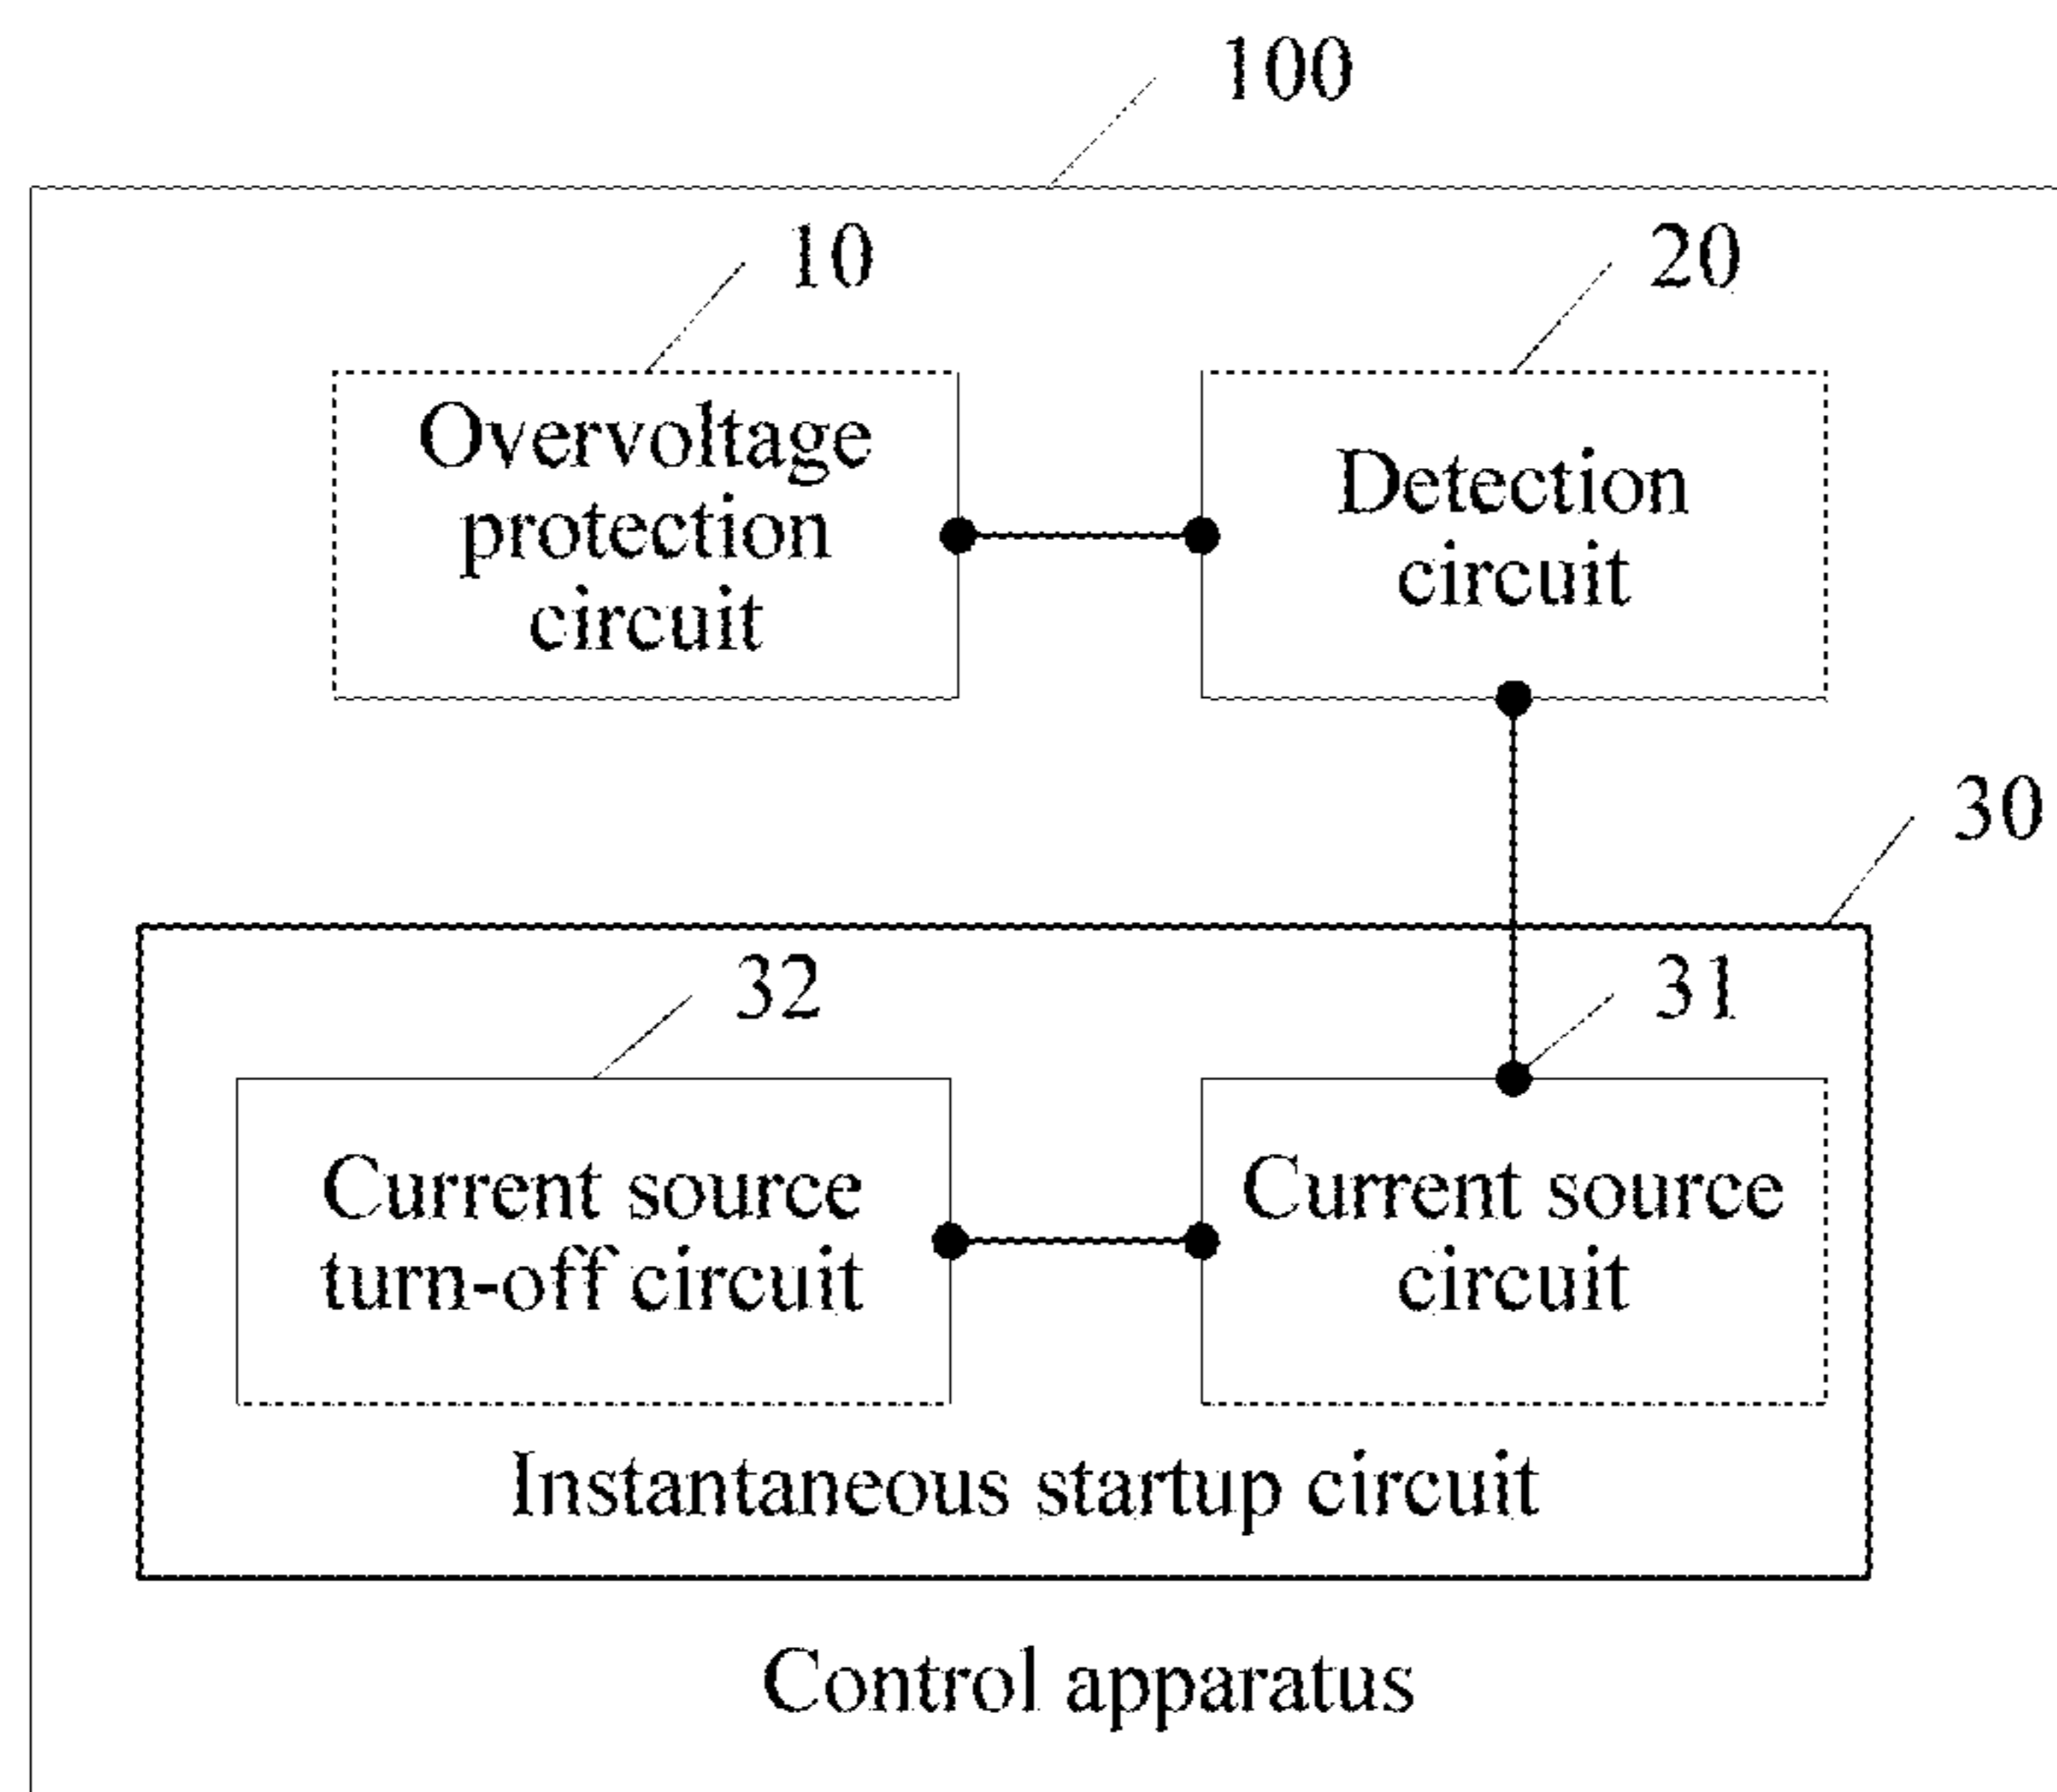 100
10
20
Overvoltage
protection
circuit
Detection
circuit
30
32
31
Current source
turn-off circuit
Current source
circuit
Instantaneous startup circuit
Control apparatus